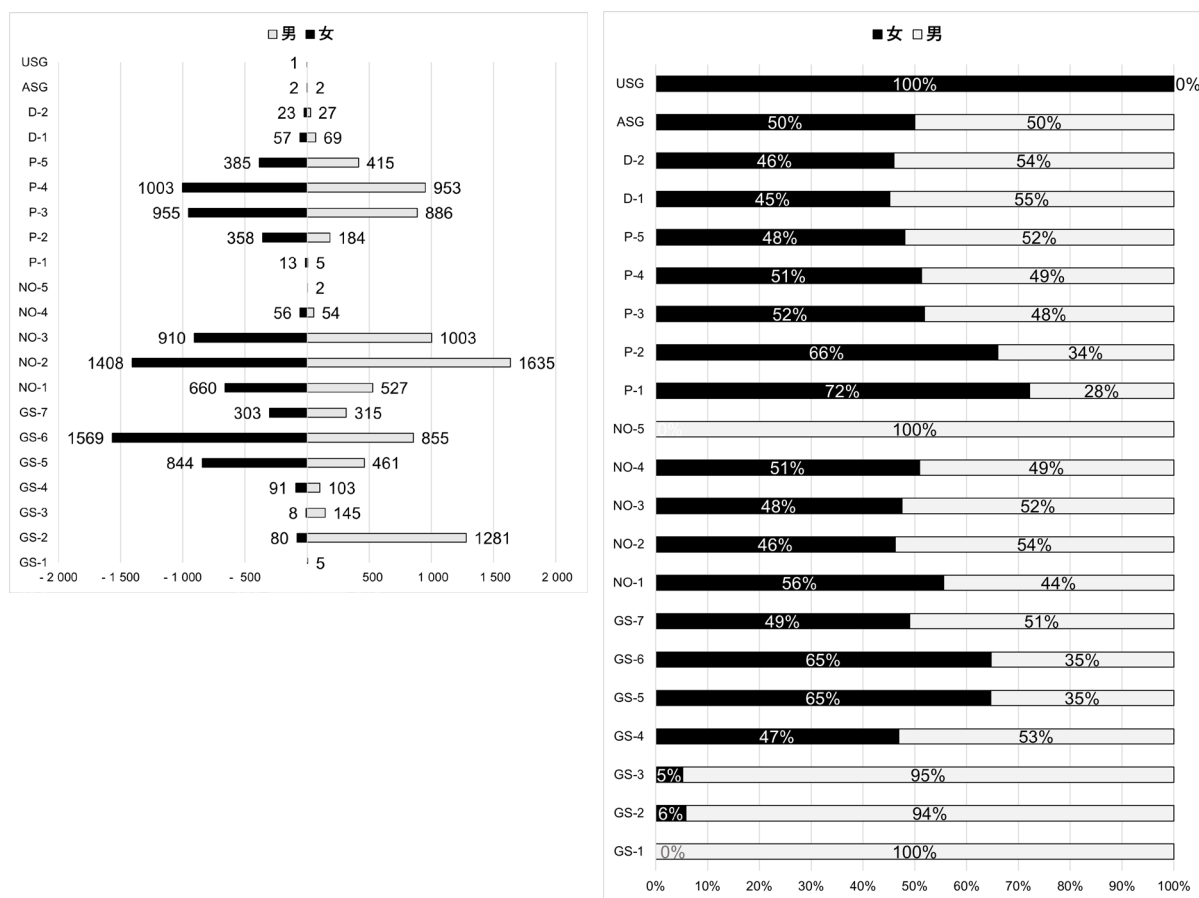 男 女
USG 1
ASG 2 2
D-2 23 27
D-1 57 69
P-5 385 415
P-4 1003 953
P-3 955 886
P-2 358 184
P-1 13 5
NO-5 2
NO-4 56 54
NO-3 910 1003
NO-2 1408 1635
NO-1 660 527
GS-7 303 315
GS-6 1569 855
GS-5 844 461
GS-4 91 103
GS-3 8 145
GS-2 80 1281
GS-1 5
- 2 000 - 1 500 - 1 000 - 500 500 1 000 1 500 2 000
女 男
USG 100% 0%
ASG 50% 50%
D-2 46% 54%
D-1 45% 55%
P-5 48% 52%
P-4 51% 49%
P-3 52% 48%
P-2 66% 34%
P-1 72% 28%
NO-5 0% 100%
NO-4 51% 49%
NO-3 48% 52%
NO-2 46% 54%
NO-1 56% 44%
GS-7 49% 51%
GS-6 65% 35%
GS-5 65% 35%
GS-4 47% 53%
GS-3 5% 95%
GS-2 6% 94%
GS-1 0% 100%
0% 10% 20% 30% 40% 50% 60% 70% 80% 90% 100%